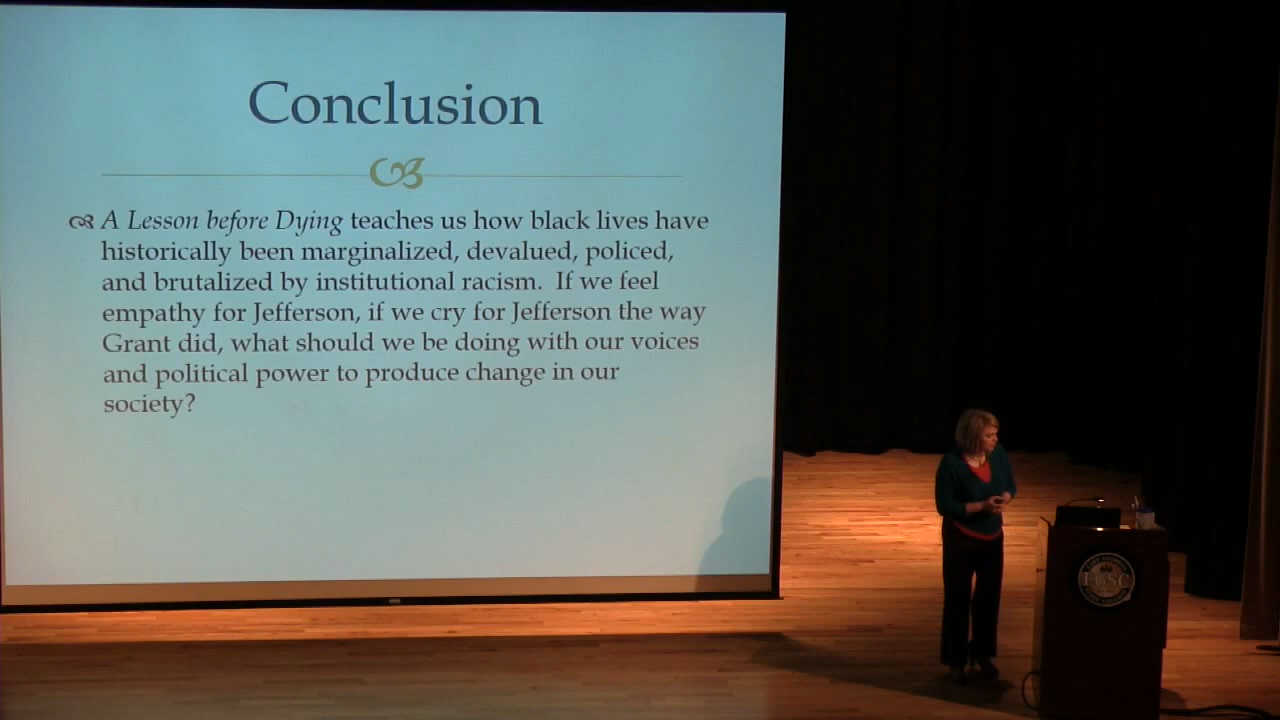 Conclusion
A Lesson before Dying teaches us how black lives have
historically been marginalized, devalued, policed,
and brutalized by institutional racism.  If we feel
empathy for Jefferson, if we cry for Jefferson the way
Grant did, what should we be doing with our voices
and political power to produce change in our
society?